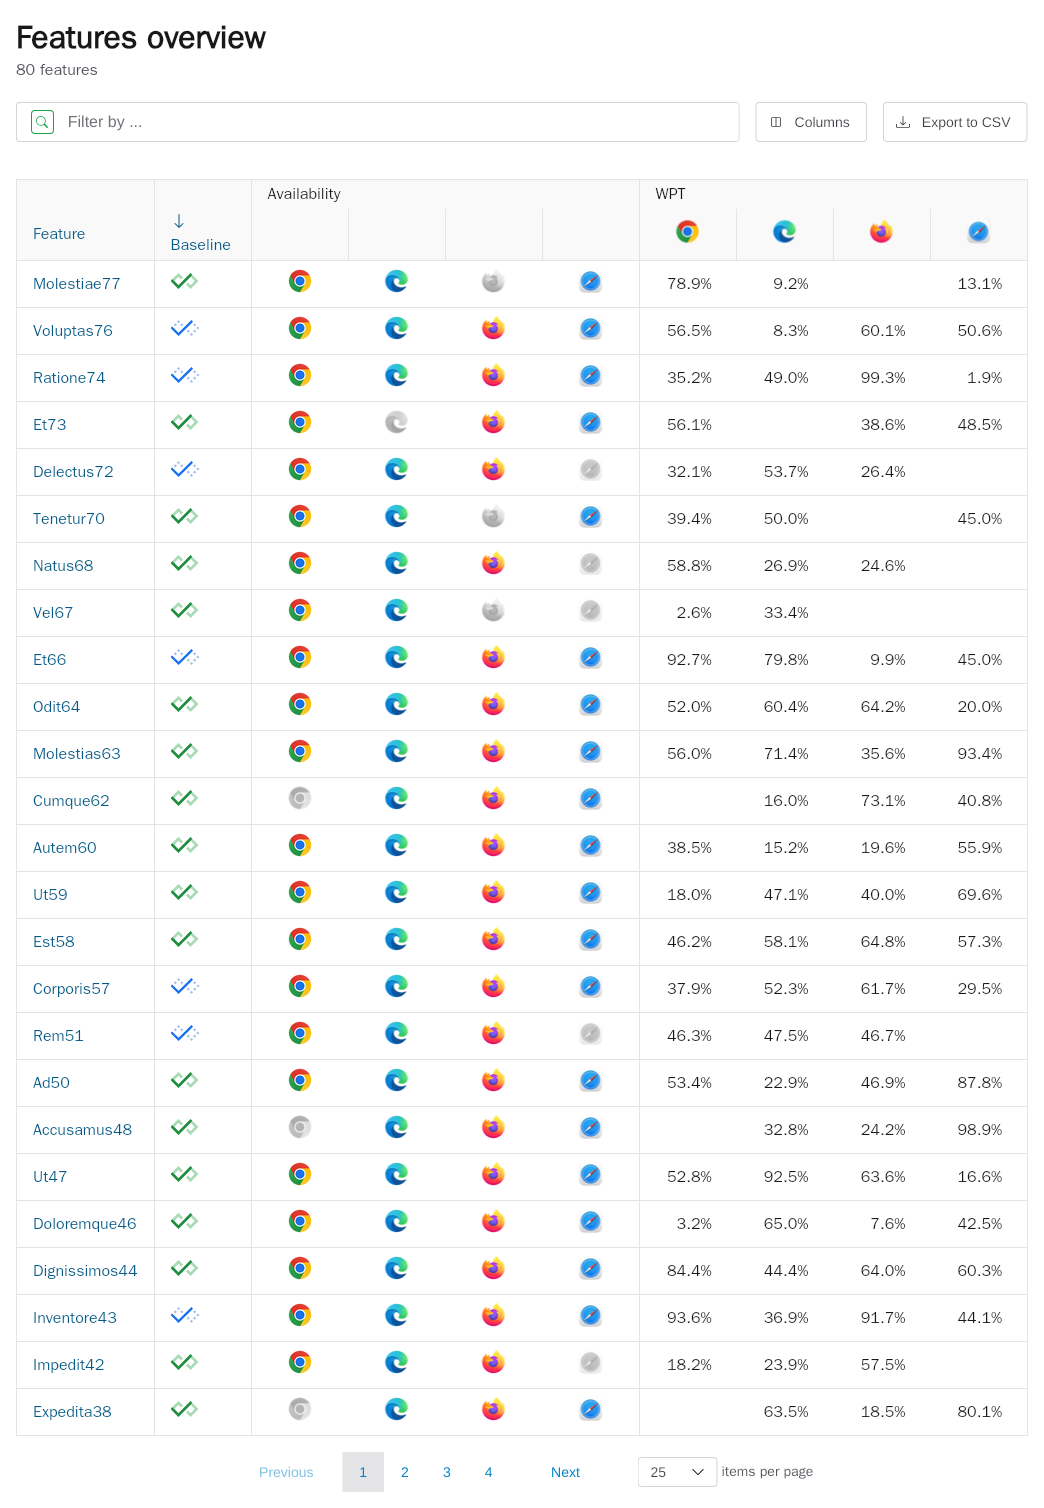 Features overview
80 features
Filter by ...
Columns
Export to CSV
Availability
WPT
Feature
Baseline
Molestiae77 78.9% 9.2% 13.1%
Voluptas76 56.5% 8.3% 60.1% 50.6%
Ratione74 35.2% 49.0% 99.3% 1.9%
Et73 56.1% 38.6% 48.5%
Delectus72 32.1% 53.7% 26.4%
Tenetur70 39.4% 50.0% 45.0%
Natus68 58.8% 26.9% 24.6%
Vel67 2.6% 33.4%
Et66 92.7% 79.8% 9.9% 45.0%
Odit64 52.0% 60.4% 64.2% 20.0%
Molestias63 56.0% 71.4% 35.6% 93.4%
Cumque62 16.0% 73.1% 40.8%
Autem60 38.5% 15.2% 19.6% 55.9%
Ut59 18.0% 47.1% 40.0% 69.6%
Est58 46.2% 58.1% 64.8% 57.3%
Corporis57 37.9% 52.3% 61.7% 29.5%
Rem51 46.3% 47.5% 46.7%
Ad50 53.4% 22.9% 46.9% 87.8%
Accusamus48 32.8% 24.2% 98.9%
Ut47 52.8% 92.5% 63.6% 16.6%
Doloremque46 3.2% 65.0% 7.6% 42.5%
Dignissimos44 84.4% 44.4% 64.0% 60.3%
Inventore43 93.6% 36.9% 91.7% 44.1%
Impedit42 18.2% 23.9% 57.5%
Expedita38 63.5% 18.5% 80.1%
Previous 1 2 3 4 Next 25 items per page